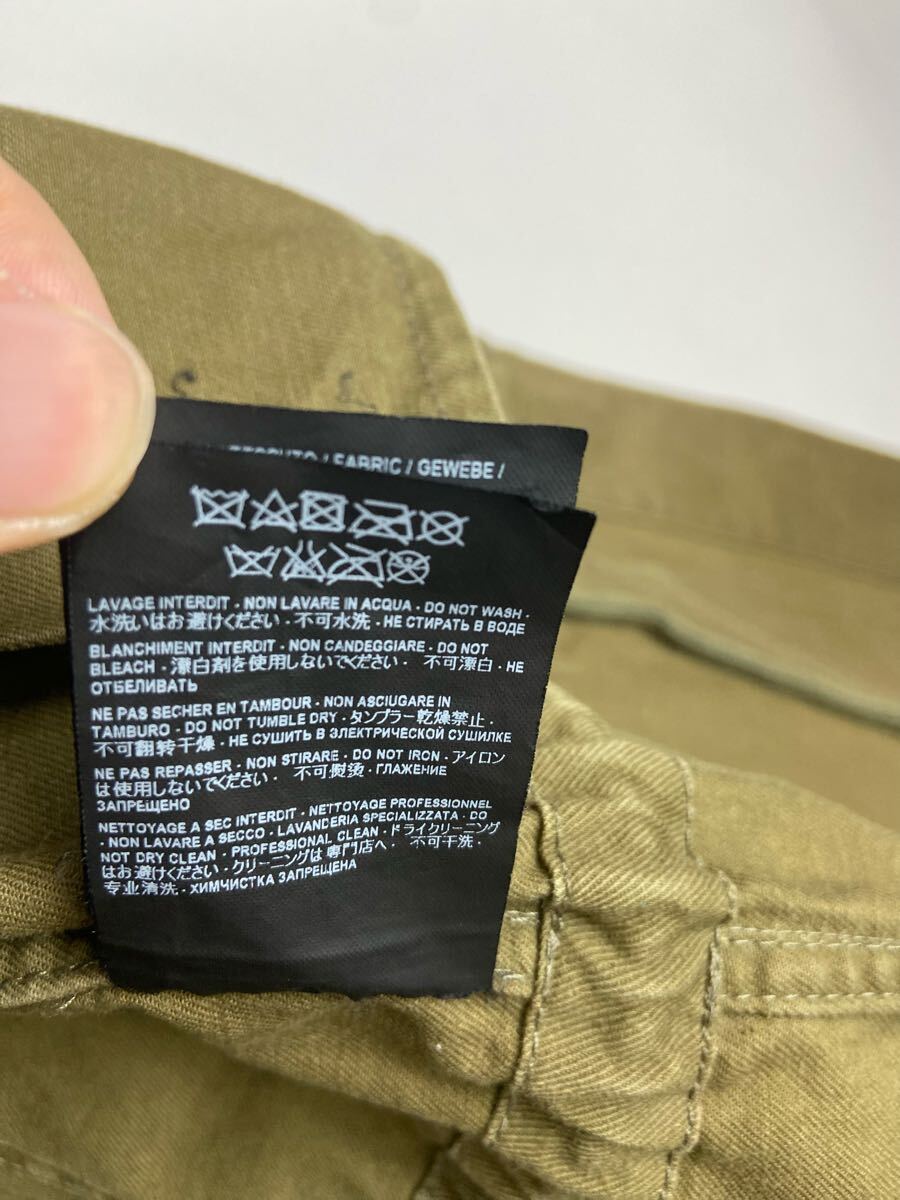 TESSUTO / FABRIC / GEWEBE /
LAVAGE INTERDIT - NON LAVARE IN ACQUA - DO NOT WASH -
水洗いはお避けください - 不可水洗 - НЕ СТИРАТЬ В ВОДЕ
BLANCHIMENT INTERDIT - NON CANDEGGIARE - DO NOT
BLEACH - 漂白剤を使用しないでください - 不可漂白 - НЕ
ОТБЕЛИВАТЬ
NE PAS SECHER EN TAMBOUR - NON ASCIUGARE IN
TAMBURO - DO NOT TUMBLE DRY - タンブラー乾燥禁止 -
不可翻转干燥 - НЕ СУШИТЬ В ЭЛЕКТРИЧЕСКОЙ СУШИЛКЕ
NE PAS REPASSER - NON STIRARE - DO NOT IRON - アイロン
は使用しないでください - 不可熨烫 - ГЛАЖЕНИЕ
ЗАПРЕЩЕНО
NETTOYAGE A SEC INTERDIT - NETTOYAGE PROFESSIONNEL
- NON LAVARE A SECCO - LAVANDERIA SPECIALIZZATA - DO
NOT DRY CLEAN - PROFESSIONAL CLEAN - ドライクリーニング
はお避けください - クリーニングは専門店へ - 不可干洗 -
专业清洗 - ХИМЧИСТКА ЗАПРЕЩЕНА